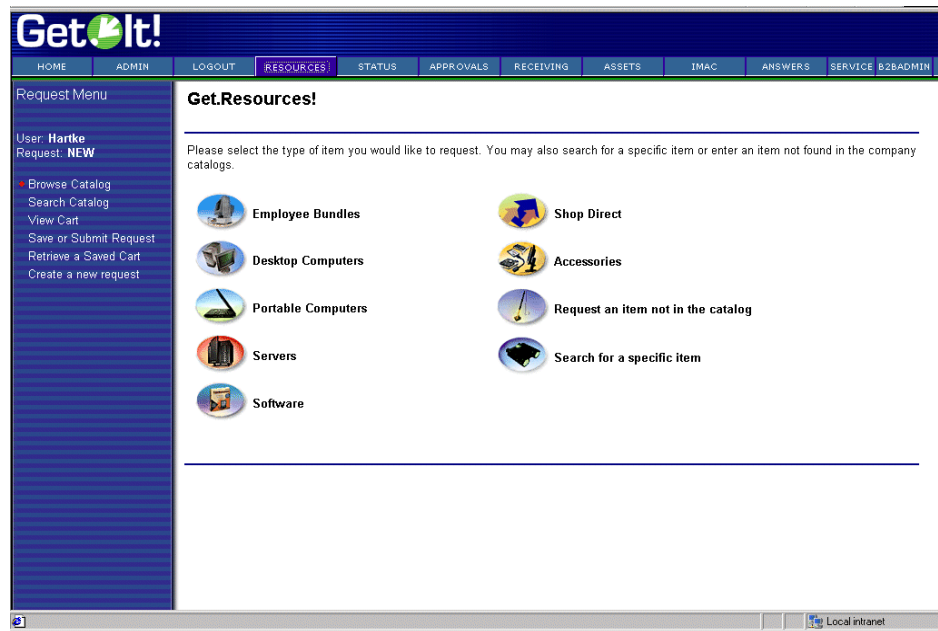 Get It!
HOME ADMIN LOGOUT RESOURCES STATUS APPROVALS RECEIVING ASSETS IMAC ANSWERS SERVICE B2BADMIN
Request Menu
User: Hartke
Request: NEW
Browse Catalog
Search Catalog
View Cart
Save or Submit Request
Retrieve a Saved Cart
Create a new request
Get.Resources!
Please select the type of item you would like to request. You may also search for a specific item or enter an item not found in the company
catalogs.
Employee Bundles
Desktop Computers
Portable Computers
Servers
Software
Shop Direct
Accessories
Request an item not in the catalog
Search for a specific item
Local intranet